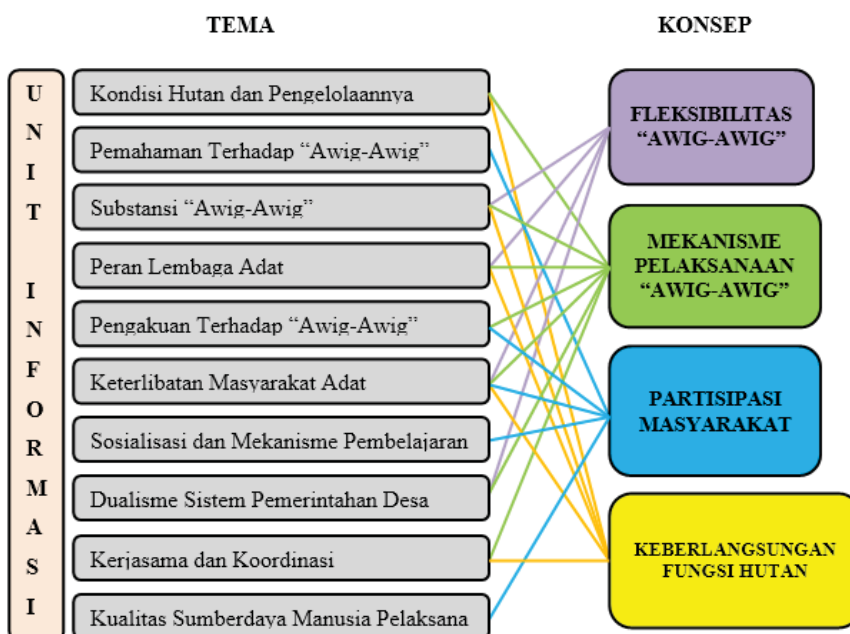 TEMA
KONSEP
UNIT INFORMASI
Kondisi Hutan dan Pengelolaannya
Pemahaman Terhadap “Awig-Awig”
Substansi “Awig-Awig”
Peran Lembaga Adat
Pengakuan Terhadap “Awig-Awig”
Keterlibatan Masyarakat Adat
Sosialisasi dan Mekanisme Pembelajaran
Dualisme Sistem Pemerintahan Desa
Kerjasama dan Koordinasi
Kualitas Sumberdaya Manusia Pelaksana
FLEKSIBILITAS
“AWIG-AWIG”
MEKANISME
PELAKSANAAN
“AWIG-AWIG”
PARTISIPASI
MASYARAKAT
KEBERLANGSUNGAN
FUNGSI HUTAN